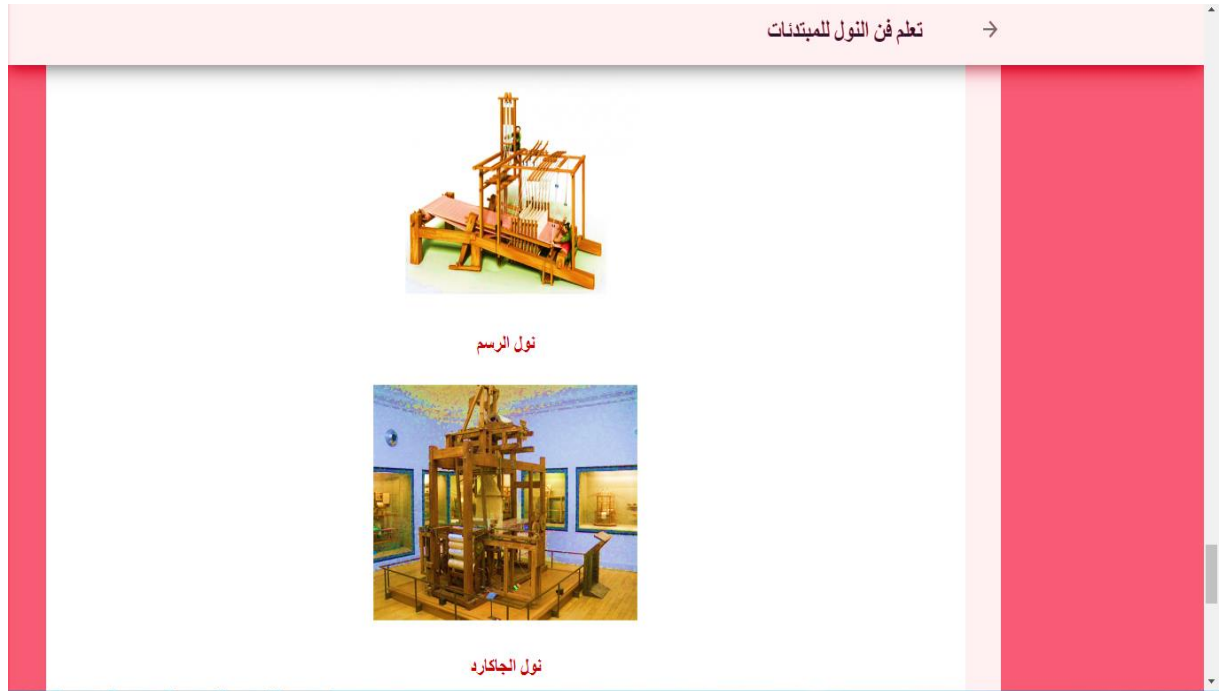 تعلم فن النول للمبتدئات
نول الرسم
نول الجاكارد